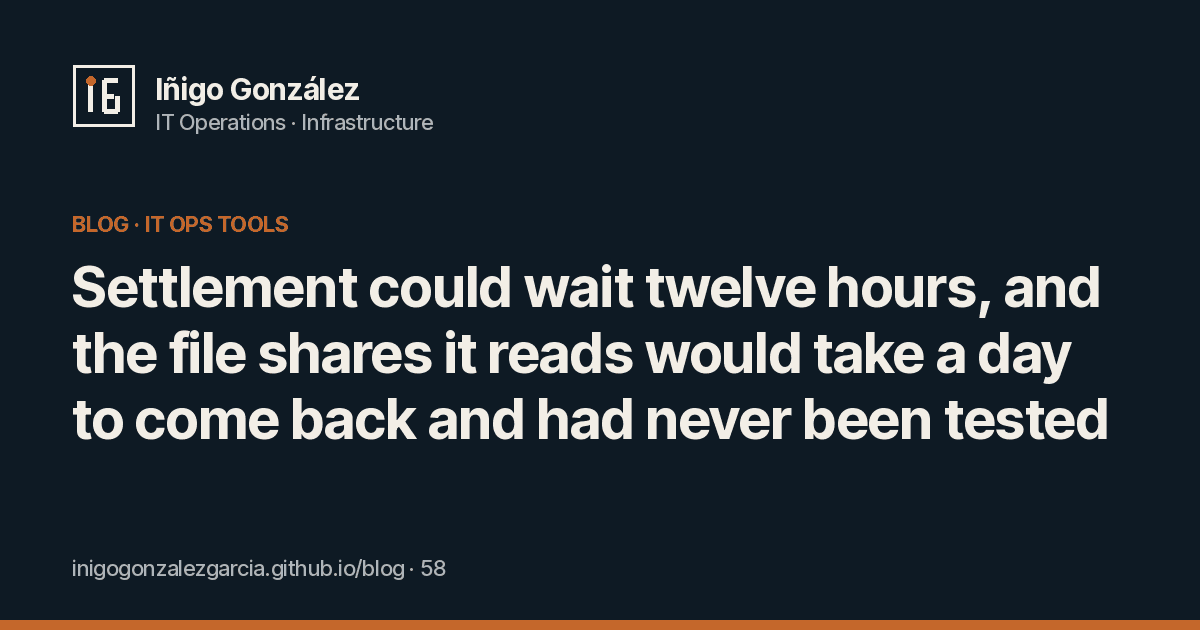 iG
Iñigo González
IT Operations · Infrastructure
BLOG · IT OPS TOOLS
Settlement could wait twelve hours, and
the file shares it reads would take a day
to come back and had never been tested
inigogonzalezgarcia.github.io/blog · 58